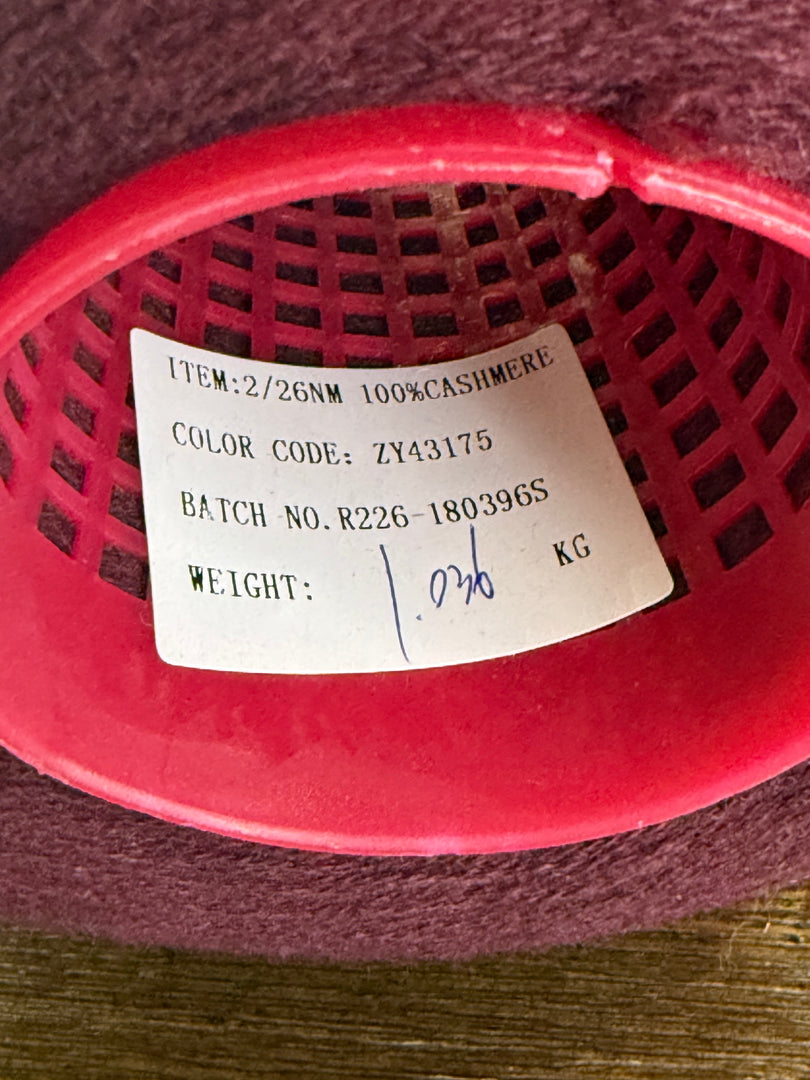 ITEM:2/26NM 100%CASHMERE
COLOR CODE: ZY43175
BATCH NO.R226-180396S
WEIGHT: 1.036 KG